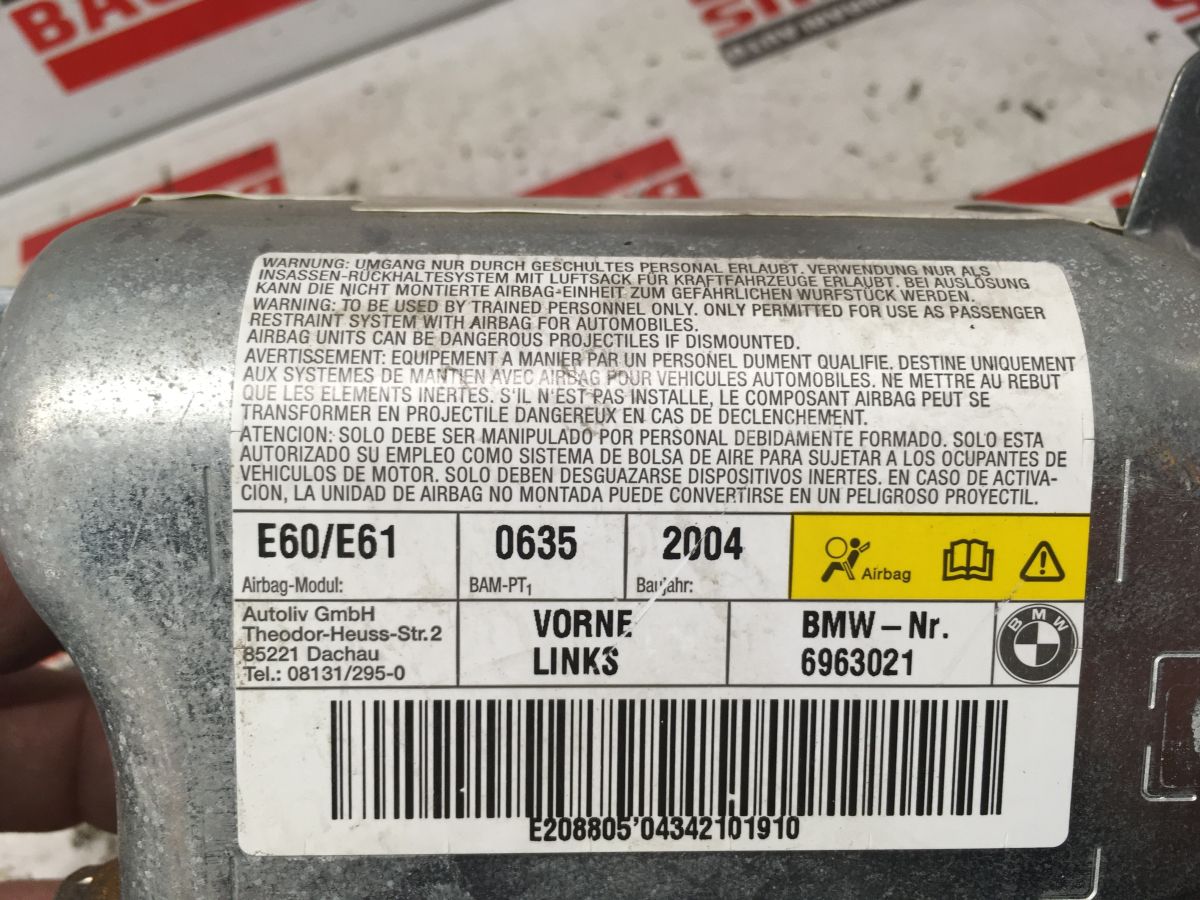 WARNUNG: UMGANG NUR DURCH GESCHULTES PERSONAL ERLAUBT. VERWENDUNG NUR ALS
INSASSEN-RÜCKHALTESYSTEM MIT LUFTSACK FÜR KRAFTFAHRZEUGE ERLAUBT. BEI AUSLÖSUNG
KANN DIE NICHT MONTIERTE AIRBAG-EINHEIT ZUM GEFÄHRLICHEN WURFSTÜCK WERDEN.
WARNING: TO BE USED BY TRAINED PERSONNEL ONLY. ONLY PERMITTED FOR USE AS PASSENGER
RESTRAINT SYSTEM WITH AIRBAG FOR AUTOMOBILES.
AIRBAG UNITS CAN BE DANGEROUS PROJECTILES IF DISMOUNTED.
AVERTISSEMENT: EQUIPEMENT A MANIER PAR UN PERSONEL DUMENT QUALIFIE. DESTINE UNIQUEMENT
AUX SYSTEMES DE MANTIEN AVEC AIRBAG POUR VEHICULES AUTOMOBILES. NE METTRE AU REBUT
QUE LES ELEMENTS INERTES. S'IL N'EST PAS INSTALLE, LE COMPOSANT AIRBAG PEUT SE
TRANSFORMER EN PROJECTILE DANGEREUX EN CAS DE DECLENCHEMENT.
ATENCION: SOLO DEBE SER MANIPULADO POR PERSONAL DEBIDAMENTE FORMADO. SOLO ESTA
AUTORIZADO SU EMPLEO COMO SISTEMA DE BOLSA DE AIRE PARA SUJETAR A LOS OCUPANTES DE
VEHICULOS DE MOTOR. SOLO DEBEN DESGUAZARSE DISPOSITIVOS INERTES. EN CASO DE ACTIVA-
CION, LA UNIDAD DE AIRBAG NO MONTADA PUEDE CONVERTIRSE EN UN PELIGROSO PROYECTIL.
E60/E61 0635 2004
Airbag-Modul: BAM-PT1 Baujahr: Airbag
Autoliv GmbH
Theodor-Heuss-Str.2
85221 Dachau
Tel.: 08131/295-0
VORNE
LINKS
BMW-Nr.
6963021
BMW
E208805'04342101910